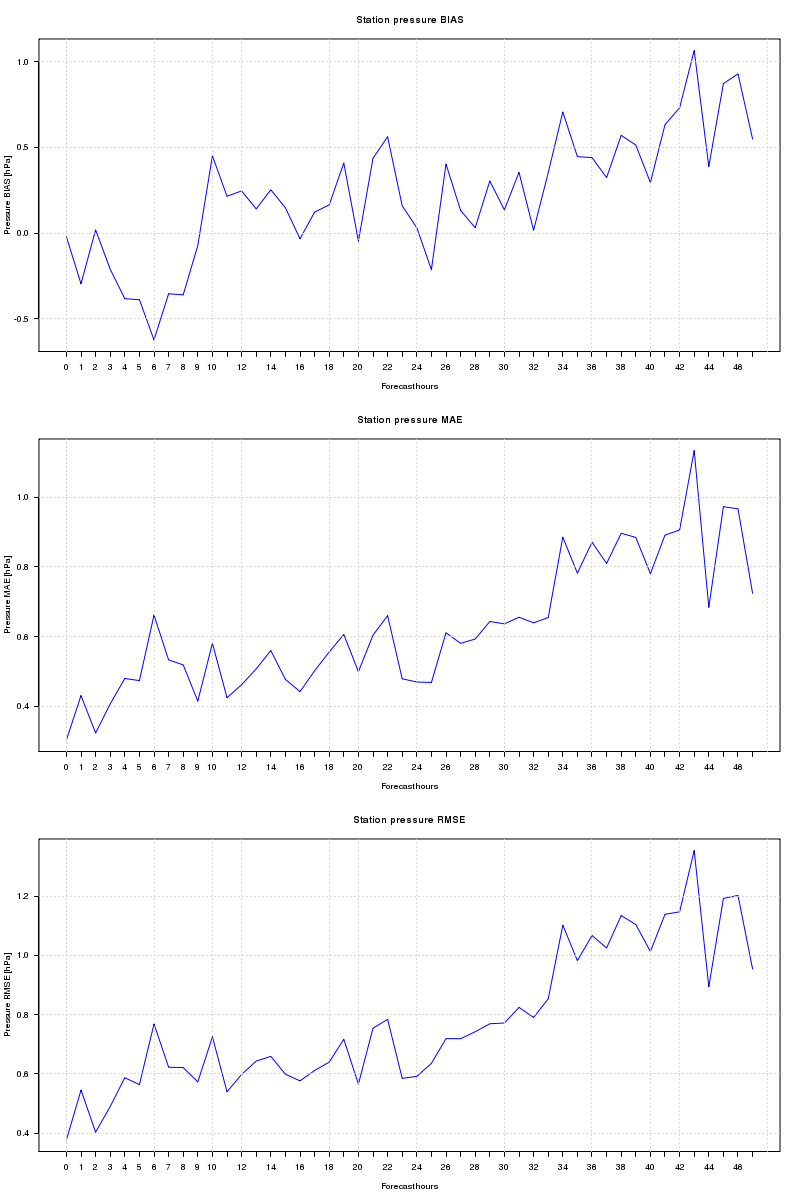 Station pressure BIAS
1.0
0.5
0.0
-0.5
Pressure BIAS [hPa]
0 1 2 3 4 5 6 7 8 9 10 12 14 16 18 20 22 24 26 28 30 32 34 36 38 40 42 44 46
Forecasthours
Station pressure MAE
1.0
0.8
0.6
0.4
Pressure MAE [hPa]
0 1 2 3 4 5 6 7 8 9 10 12 14 16 18 20 22 24 26 28 30 32 34 36 38 40 42 44 46
Forecasthours
Station pressure RMSE
1.2
1.0
0.8
0.6
0.4
Pressure RMSE [hPa]
0 1 2 3 4 5 6 7 8 9 10 12 14 16 18 20 22 24 26 28 30 32 34 36 38 40 42 44 46
Forecasthours